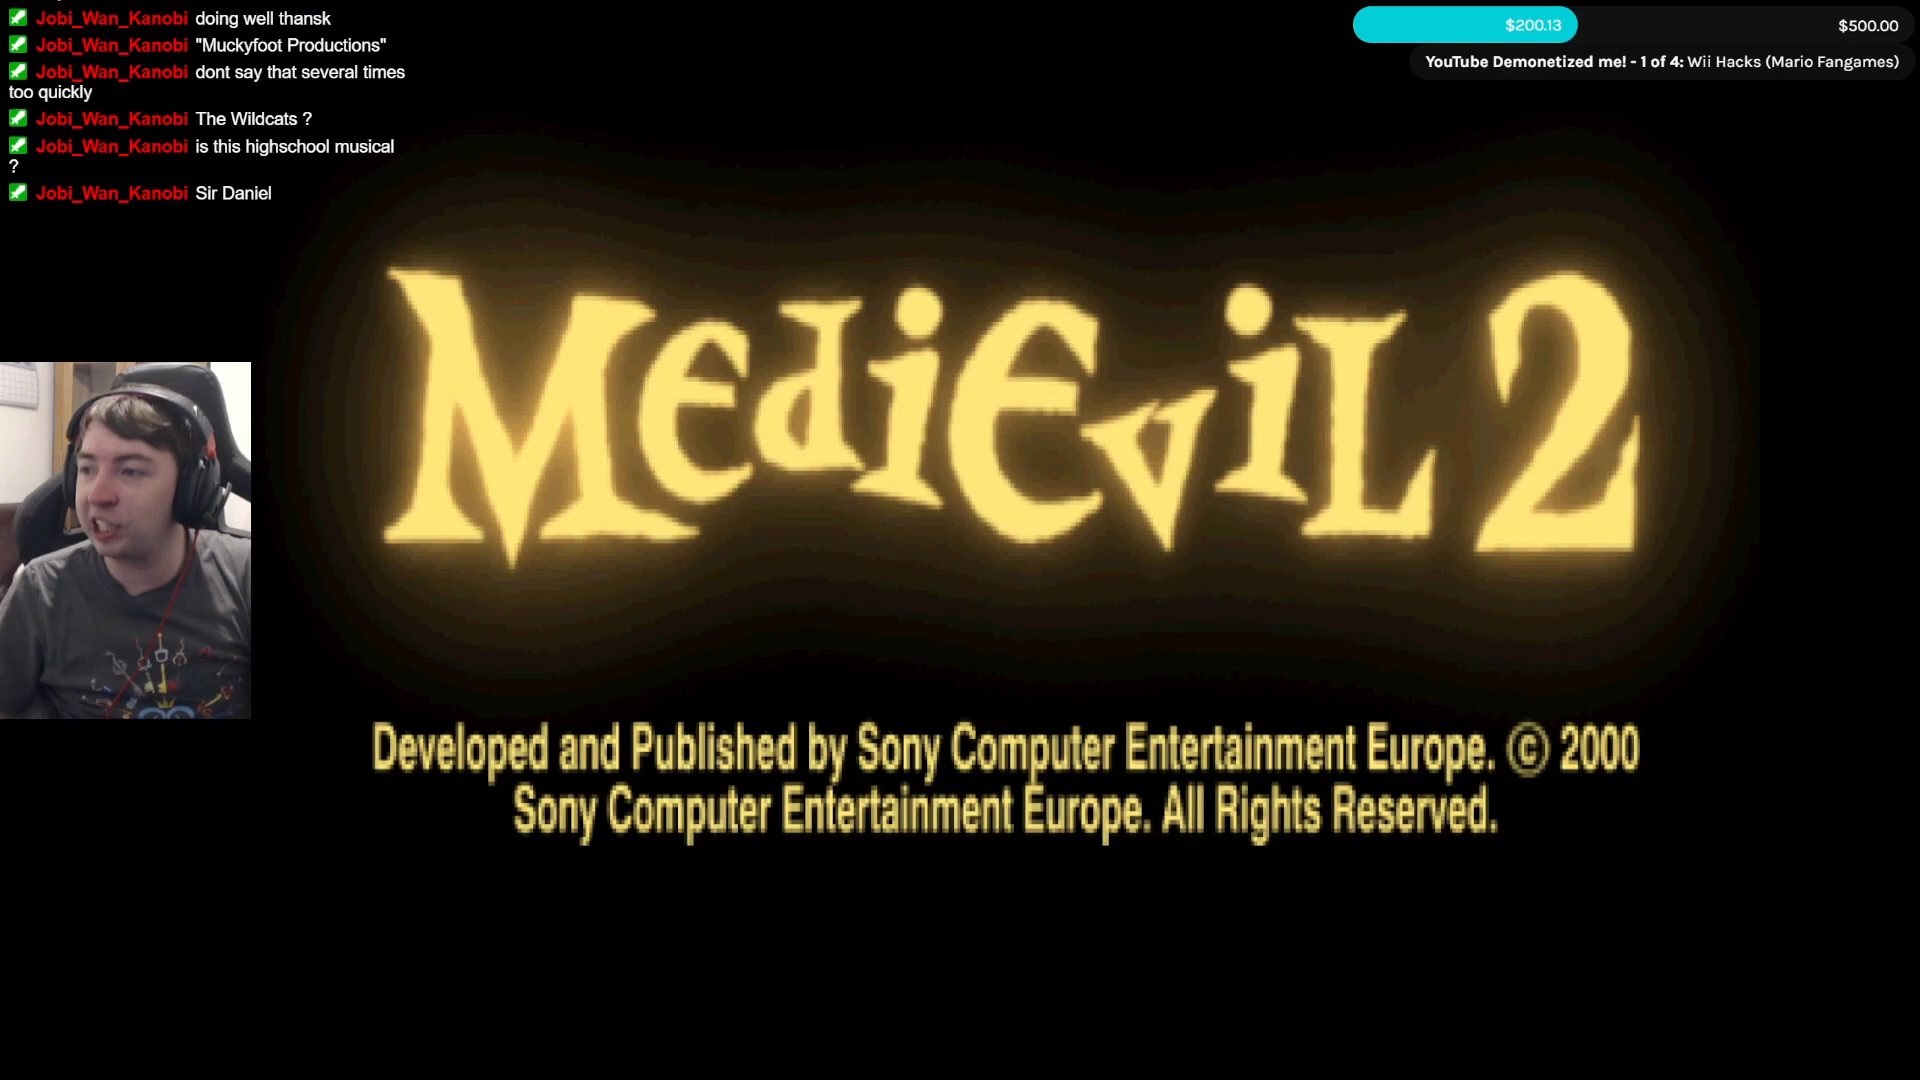 Jobi_Wan_Kanobi doing well thansk
Jobi_Wan_Kanobi "Muckyfoot Productions"
Jobi_Wan_Kanobi dont say that several times
too quickly
Jobi_Wan_Kanobi The Wildcats ?
Jobi_Wan_Kanobi is this highschool musical
?
Jobi_Wan_Kanobi Sir Daniel
$200.13 $500.00
YouTube Demonetized me! - 1 of 4: Wii Hacks (Mario Fangames)
MediEviL 2
Developed and Published by Sony Computer Entertainment Europe. © 2000
Sony Computer Entertainment Europe. All Rights Reserved.